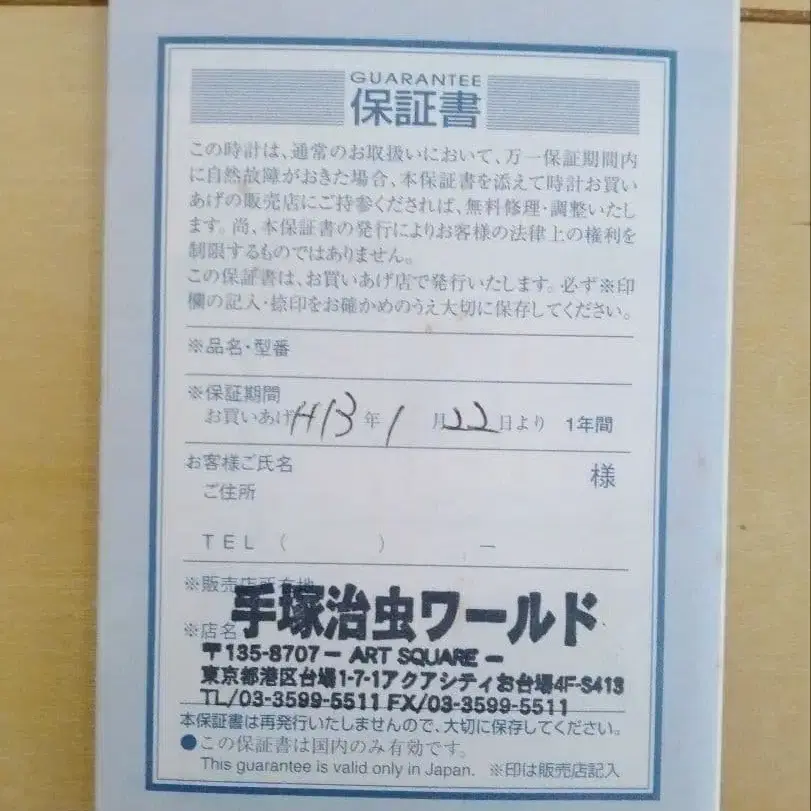 GUARANTEE
保証書
この時計は、通常のお取扱いにおいて、万一保証期間内
に自然故障がおきた場合、本保証書を添えて時計お買い
あげの販売店にご持参くだされば、無料修理・調整いたし
ます。尚、本保証書の発行によりお客様の法律上の権利を
制限するものではありません。
この保証書は、お買いあげ店で発行いたします。必ず※印
欄の記入・捺印をお確かめのうえ大切に保存してください。
※品名・型番
※保証期間
お買いあげH13年1月22日より 1年間
お客様ご氏名 様
ご住所
TEL ( ) −
※販売店所在地
手塚治虫ワールド
※店名
〒135-8707 − ART SQUARE −
東京都港区台場1-7-1アクアシティお台場4F-S413
TL/03-3599-5511 FX/03-3599-5511
本保証書は再発行いたしませんので、大切に保存してください。
●この保証書は国内のみ有効です。
This guarantee is valid only in Japan. ※印は販売店記入